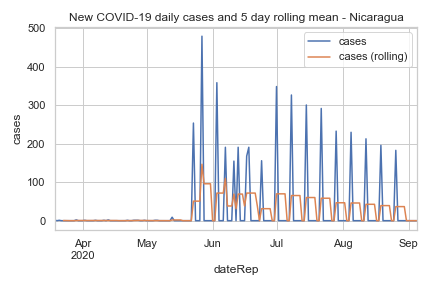 New COVID-19 daily cases and 5 day rolling mean - Nicaragua
cases
cases (rolling)
500
400
300
200
100
0
cases
Apr May Jun Jul Aug Sep
2020
dateRep